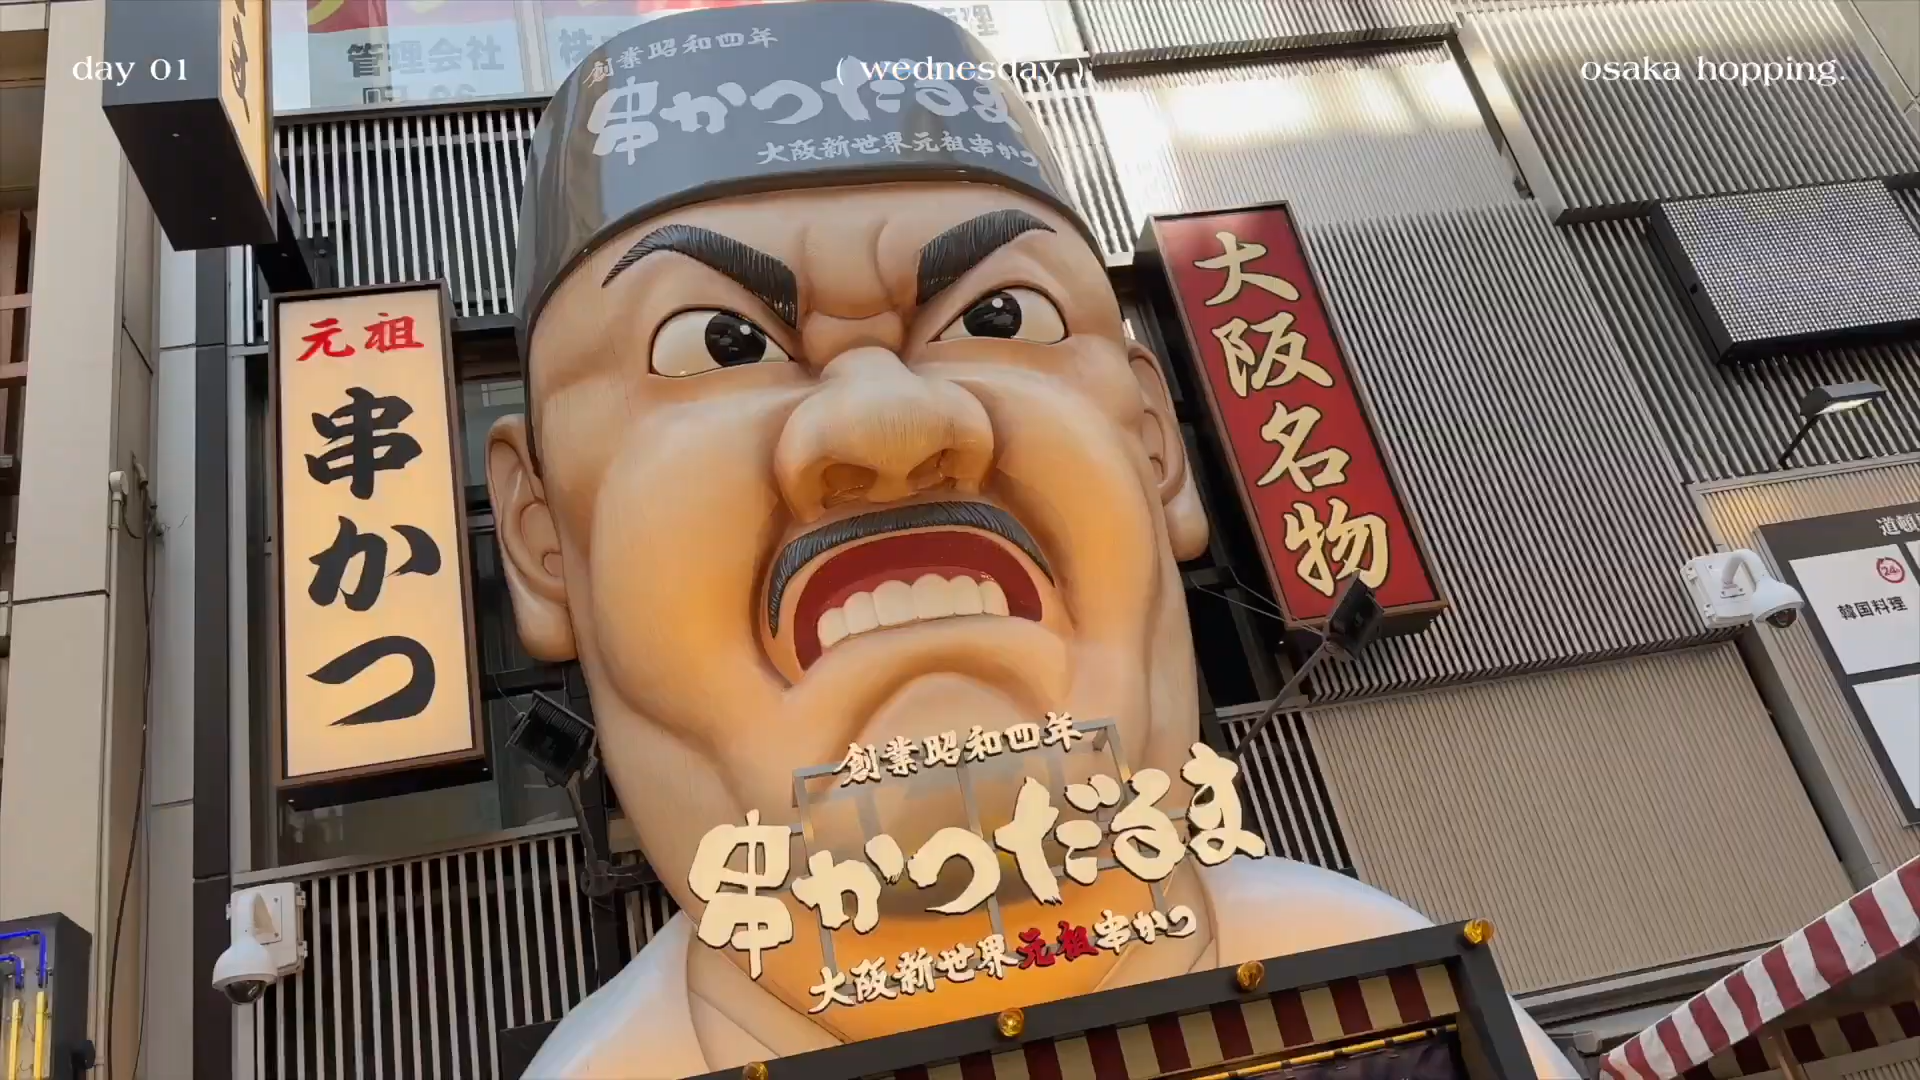 day 01
( wednesday )
osaka hopping.
管理会社
創業昭和四年
串かつだるま
大阪新世界元祖串かつ
元祖
串かつ
大阪名物
24h
韓国料理
創業昭和四年
串かつだるま
大阪新世界元祖串かつ